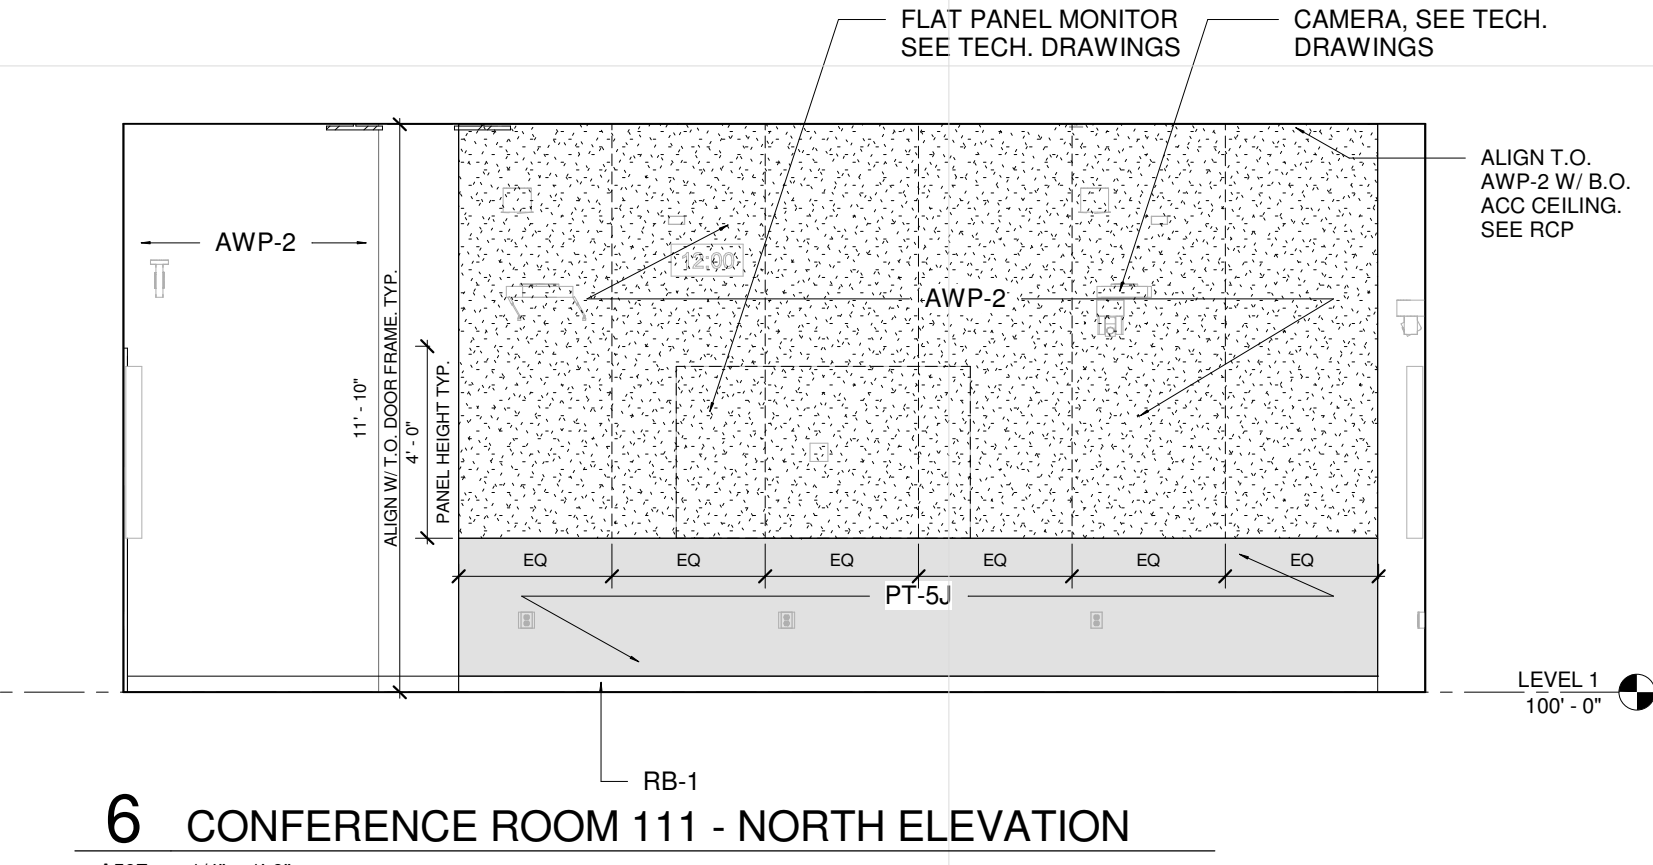 FLAT PANEL MONITOR
SEE TECH. DRAWINGS
CAMERA, SEE TECH.
DRAWINGS
ALIGN T.O.
AWP-2 W/ B.O.
ACC CEILING.
SEE RCP
AWP-2
12:00
AWP-2
11' - 10"
ALIGN W/ T.O. DOOR FRAME. TYP.
4' - 0"
PANEL HEIGHT TYP.
EQ EQ EQ EQ EQ EQ
PT-5J
LEVEL 1
100' - 0"
RB-1
6 CONFERENCE ROOM 111 - NORTH ELEVATION